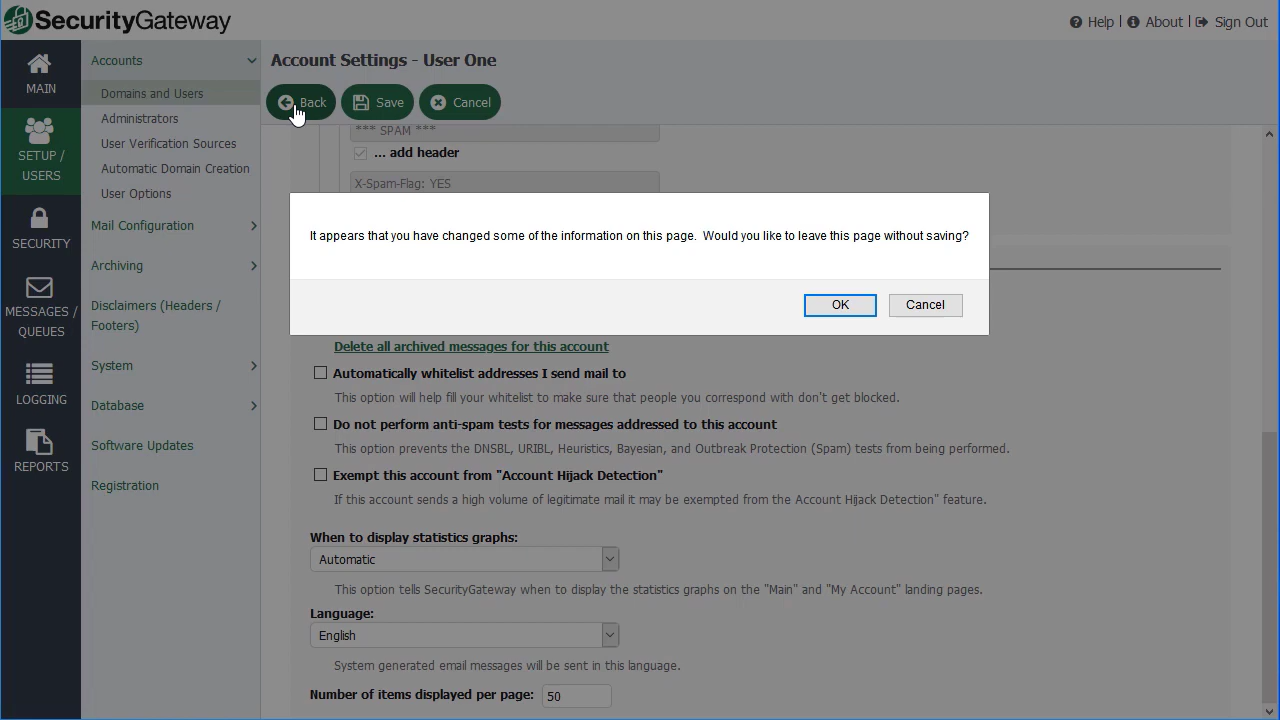 SecurityGateway
Help | About | Sign Out
MAIN
SETUP /
USERS
SECURITY
MESSAGES /
QUEUES
LOGGING
REPORTS
Accounts
Domains and Users
Administrators
User Verification Sources
Automatic Domain Creation
User Options
Mail Configuration
Archiving
Disclaimers (Headers /
Footers)
System
Database
Software Updates
Registration
Account Settings - User One
Back Save Cancel
*** SPAM ***
... add header
X-Spam-Flag: YES
It appears that you have changed some of the information on this page.  Would you like to leave this page without saving?
OK Cancel
Delete all archived messages for this account
Automatically whitelist addresses I send mail to
This option will help fill your whitelist to make sure that people you correspond with don't get blocked.
Do not perform anti-spam tests for messages addressed to this account
This option prevents the DNSBL, URIBL, Heuristics, Bayesian, and Outbreak Protection (Spam) tests from being performed.
Exempt this account from "Account Hijack Detection"
If this account sends a high volume of legitimate mail it may be exempted from the Account Hijack Detection" feature.
When to display statistics graphs:
Automatic
This option tells SecurityGateway when to display the statistics graphs on the "Main" and "My Account" landing pages.
Language:
English
System generated email messages will be sent in this language.
Number of items displayed per page: 50